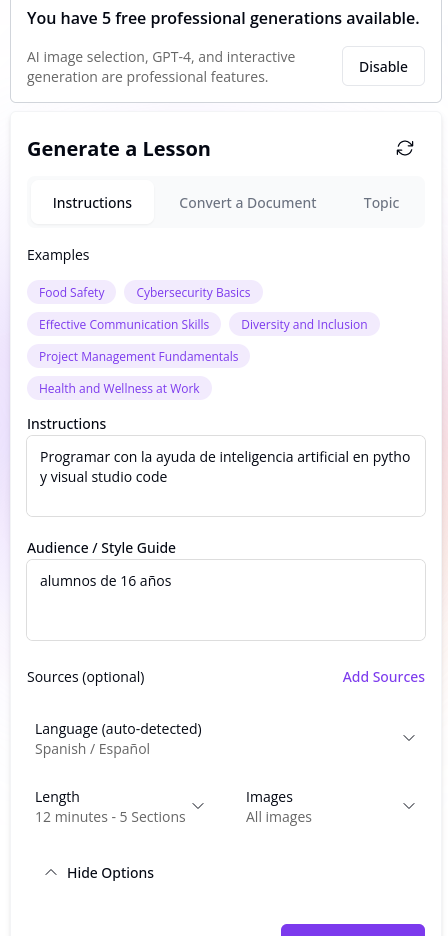 You have 5 free professional generations available.
AI image selection, GPT-4, and interactive
generation are professional features.
Disable
Generate a Lesson
Instructions
Convert a Document
Topic
Examples
Food Safety
Cybersecurity Basics
Effective Communication Skills
Diversity and Inclusion
Project Management Fundamentals
Health and Wellness at Work
Instructions
Programar con la ayuda de inteligencia artificial en pytho
y visual studio code
Audience / Style Guide
alumnos de 16 años
Sources (optional)
Add Sources
Language (auto-detected)
Spanish / Español
Length
12 minutes - 5 Sections
Images
All images
Hide Options